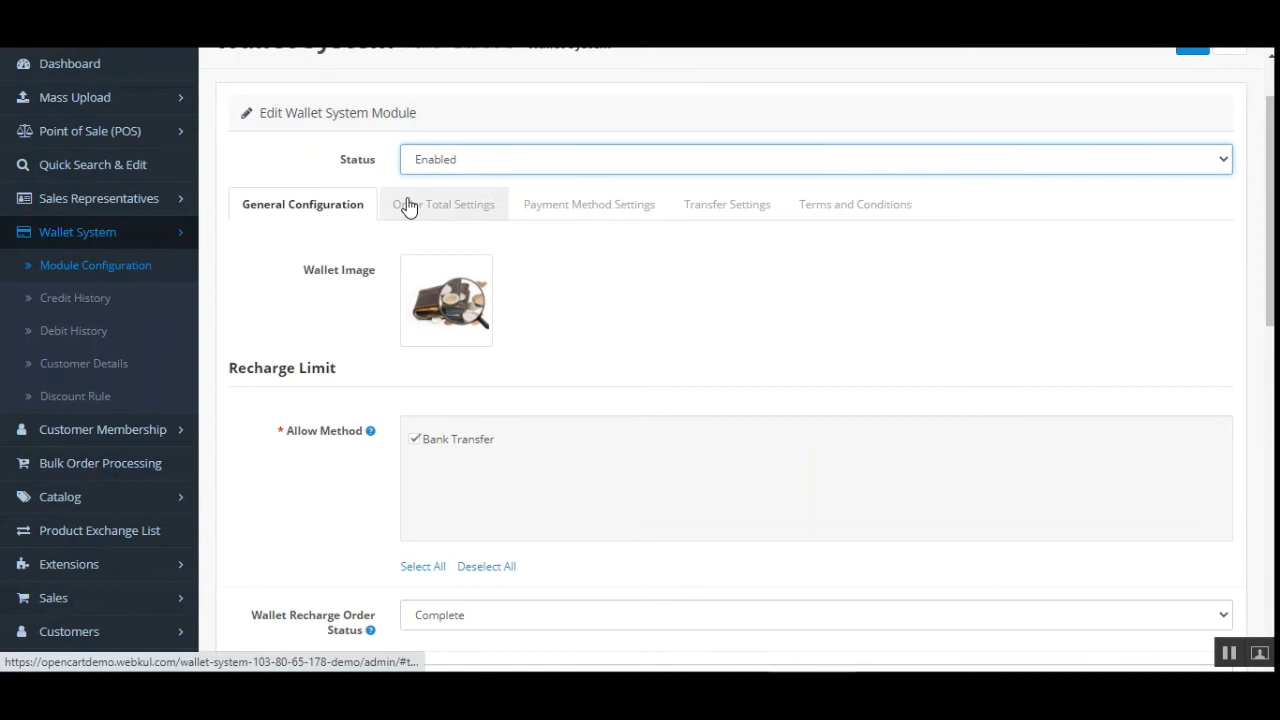 Dashboard
Mass Upload
Point of Sale (POS)
Quick Search & Edit
Sales Representatives
Wallet System
Module Configuration
Credit History
Debit History
Customer Details
Discount Rule
Customer Membership
Bulk Order Processing
Catalog
Product Exchange List
Extensions
Sales
Customers
Edit Wallet System Module
Status
Enabled
General Configuration
Order Total Settings
Payment Method Settings
Transfer Settings
Terms and Conditions
Wallet Image
Recharge Limit
* Allow Method
Bank Transfer
Select All
Deselect All
Wallet Recharge Order
Status
Complete
https://opencartdemo.webkul.com/wallet-system-103-80-65-178-demo/admin/#t...